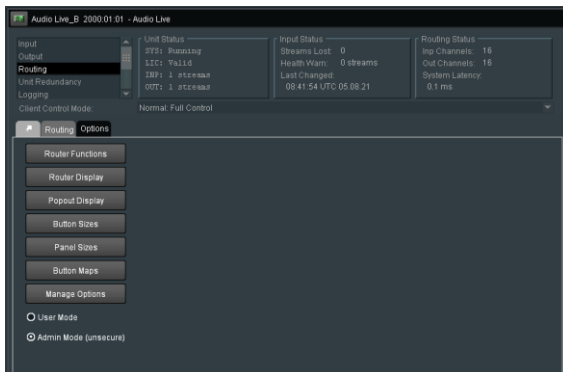 Audio Live_B 2000:01:01 - Audio Live
Input
Output
Routing
Unit Redundancy
Logging
Unit Status
SYS: Running
LIC: Valid
INP: 1 streams
OUT: 1 streams
Input Status
Streams Lost: 0
Health Warn: 0 streams
Last Changed:
08:41:54 UTC 05.08.21
Routing Status
Inp Channels: 16
Out Channels: 16
System Latency:
0.1 ms
Client Control Mode: Normal: Full Control
Routing Options
Router Functions
Router Display
Popout Display
Button Sizes
Panel Sizes
Button Maps
Manage Options
User Mode
Admin Mode (unsecure)